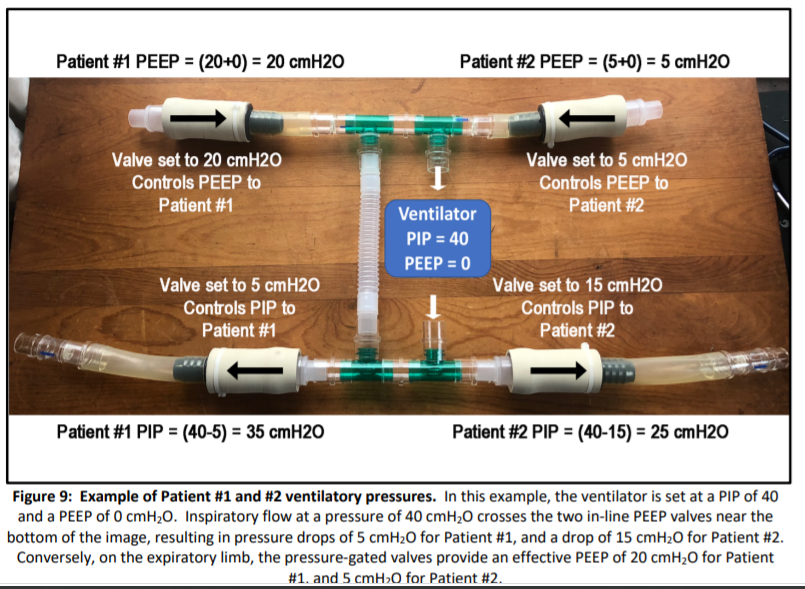 Patient #1 PEEP = (20+0) = 20 cmH2O
Patient #2 PEEP = (5+0) = 5 cmH2O
Valve set to 20 cmH2O
Controls PEEP to
Patient #1
Valve set to 5 cmH2O
Controls PEEP to
Patient #2
Ventilator
PIP = 40
PEEP = 0
Valve set to 5 cmH2O
Controls PIP to
Patient #1
Valve set to 15 cmH2O
Controls PIP to
Patient #2
Patient #1 PIP = (40-5) = 35 cmH2O
Patient #2 PIP = (40-15) = 25 cmH2O
Figure 9: Example of Patient #1 and #2 ventilatory pressures. In this example, the ventilator is set at a PIP of 40
and a PEEP of 0 cmH₂O. Inspiratory flow at a pressure of 40 cmH₂O crosses the two in-line PEEP valves near the
bottom of the image, resulting in pressure drops of 5 cmH₂O for Patient #1, and a drop of 15 cmH₂O for Patient #2.
Conversely, on the expiratory limb, the pressure-gated valves provide an effective PEEP of 20 cmH₂O for Patient
#1, and 5 cmH₂O for Patient #2.